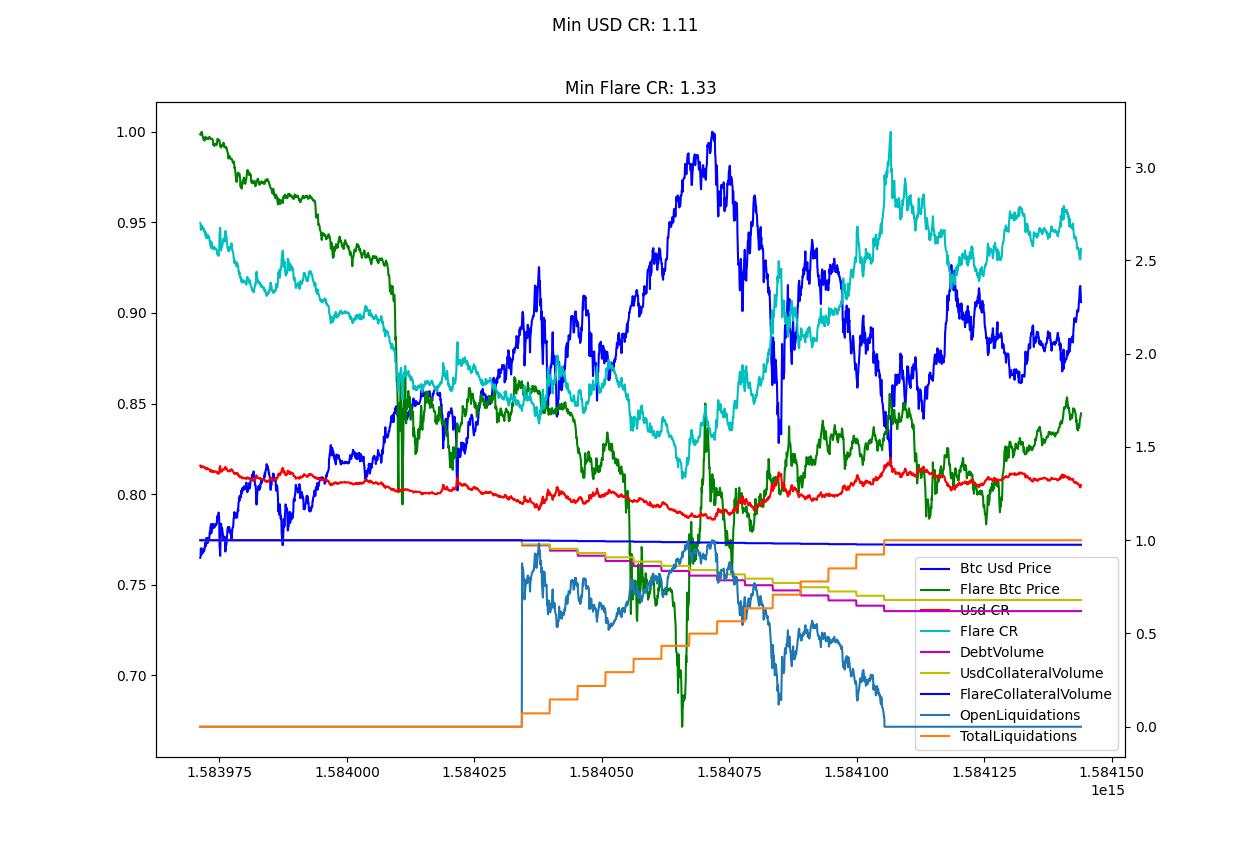 Min USD CR: 1.11
Min Flare CR: 1.33
1.00
0.95
0.90
0.85
0.80
0.75
0.70
3.0
2.5
2.0
1.5
1.0
0.5
0.0
Btc Usd Price
Flare Btc Price
Usd CR
Flare CR
DebtVolume
UsdCollateralVolume
FlareCollateralVolume
OpenLiquidations
TotalLiquidations
1.583975 1.584000 1.584025 1.584050 1.584075 1.584100 1.584125 1.584150
1e15